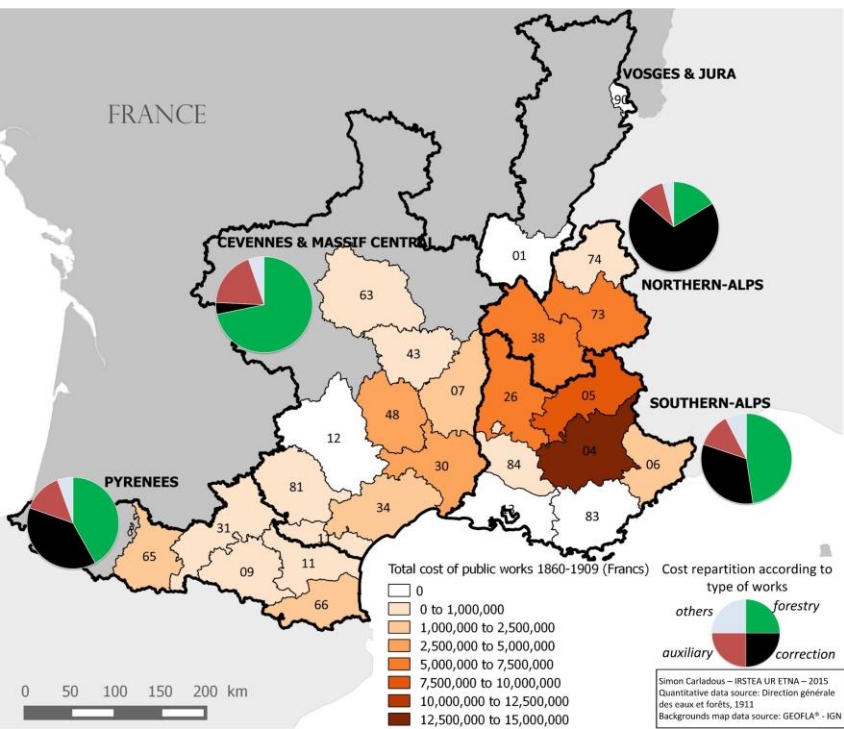 VOSGES & JURA
90
FRANCE
CEVENNES & MASSIF CENTRAL
01
74
63
NORTHERN-ALPS
73
38
43
07
26
05
SOUTHERN-ALPS
48
12
04
30
84
06
PYRENEES
81
34
83
31
11
65
09
11
66
Total cost of public works 1860-1909 (Francs)
0
0 to 1,000,000
1,000,000 to 2,500,000
2,500,000 to 5,000,000
5,000,000 to 7,500,000
7,500,000 to 10,000,000
10,000,000 to 12,500,000
12,500,000 to 15,000,000
Cost repartition according to
type of works
others
forestry
auxiliary
correction
Simon Carladous – IRSTEA UR ETNA – 2015
Quantitative data source: Direction générale
des eaux et forêts, 1911
Backgrounds map data source: GEOFLA® - IGN
0 50 100 150 200 km